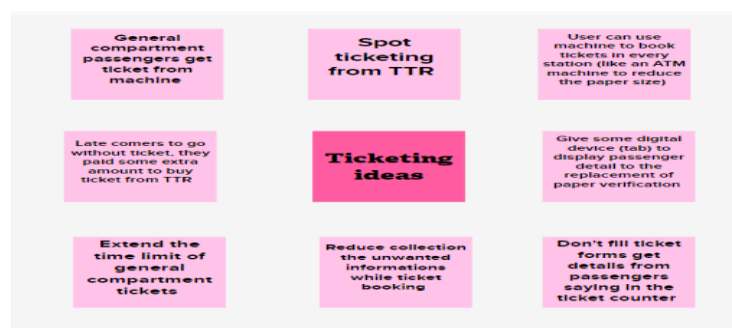 General
compartment
passengers get
ticket from
machine
Spot
ticketing
from TTR
User can use
machine to book
tickets in every
station (like an ATM
machine to reduce
the paper size)
Late comers to go
without ticket, they
paid some extra
amount to buy
ticket from TTR
Ticketing
ideas
Give some digital
device (tab) to
display passenger
detail to the
replacement of
paper verification
Extend the
time limit of
general
compartment
tickets
Reduce collection
the unwanted
informations
while ticket
booking
Don't fill ticket
forms get
details from
passengers
saying in the
ticket counter